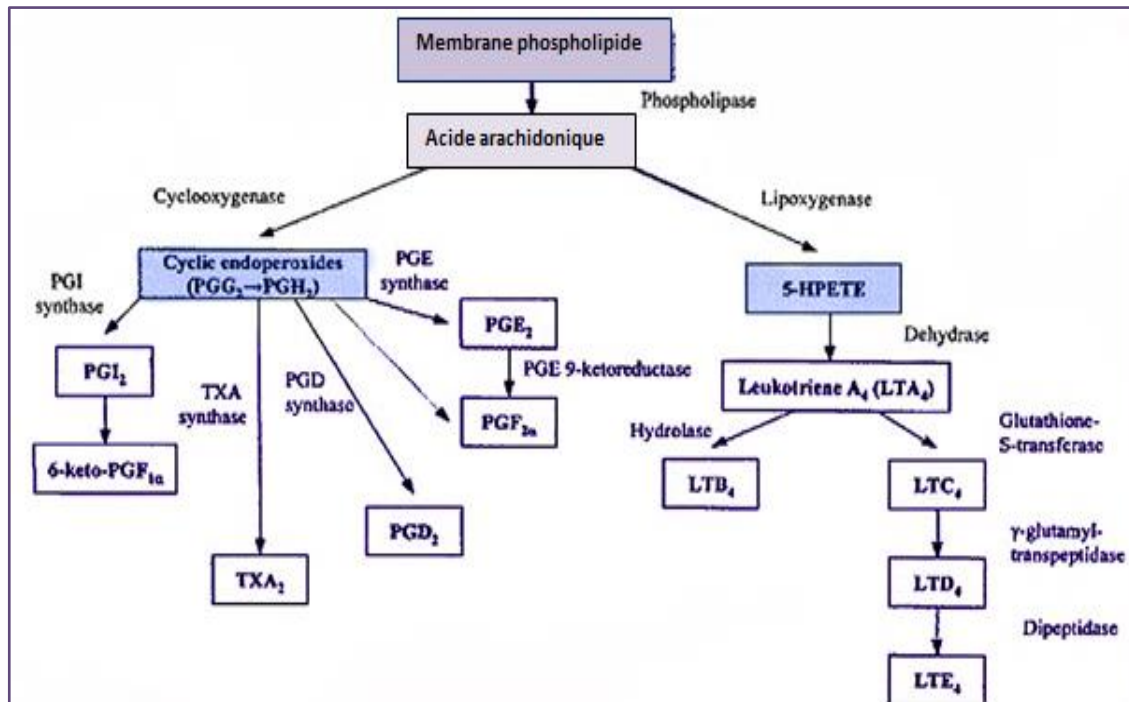 Membrane phospholipide
Phospholipase
Acide arachidonique
Cyclooxygenase
Lipoxygenase
Cyclic endoperoxides
(PGG₂→PGH₂)
PGI
synthase
PGE
synthase
5-HPETE
PGE₂
Dehydrase
PGI₂
TXA
synthase
PGD
synthase
PGE 9-ketoreductase
Leukotriene A₄ (LTA₄)
PGF₂α
Hydrolase
Glutathione-
S-transferase
6-keto-PGF₁α
LTB₄
LTC₄
PGD₂
γ-glutamyl-
transpeptidase
TXA₂
LTD₄
Dipeptidase
LTE₄